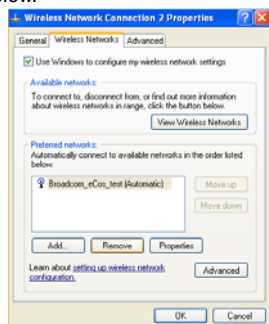 Wireless Network Connection 2 Properties
General Wireless Networks Advanced
Use Windows to configure my wireless network settings
Available networks:
To connect to, disconnect from, or find out more information
about wireless networks in range, click the button below.
View Wireless Networks
Preferred networks:
Automatically connect to available networks in the order listed
below:
Broadcom_eCos_test (Automatic)
Move up
Move down
Add... Remove Properties
Learn about setting up wireless network
configuration.
Advanced
OK Cancel